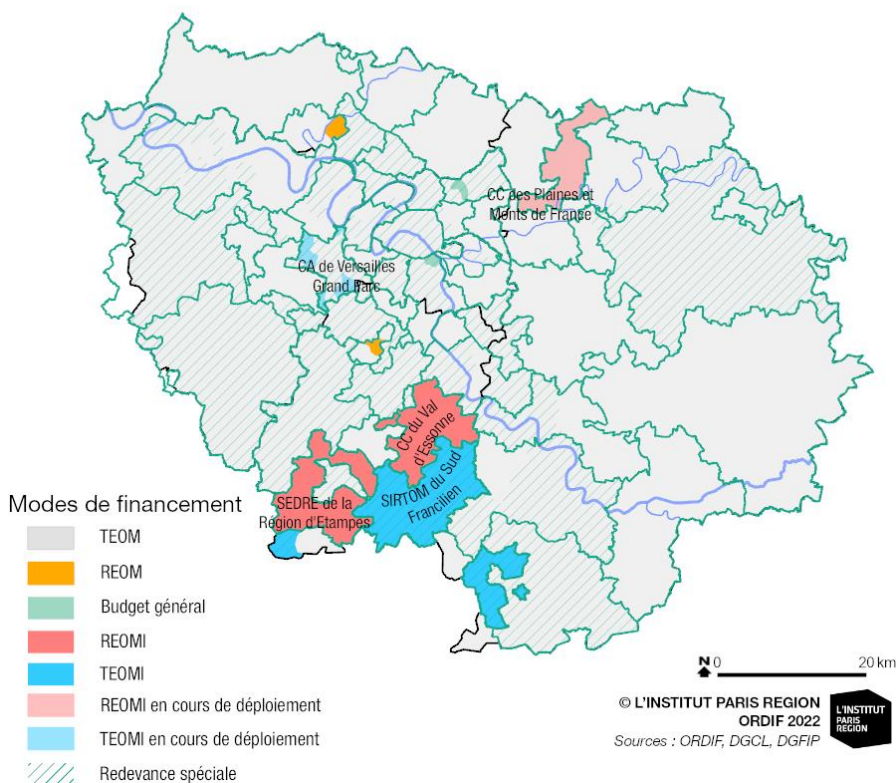 CC des Plaines et
Monts de France
CA de Versailles
Grand Parc
CC du Val
d'Essonne
SIRTOM du Sud
Francilien
SEDRE de la
Région d'Etampes
Modes de financement
TEOM
REOM
Budget général
REOMI
TEOMI
REOMI en cours de déploiement
TEOMI en cours de déploiement
Redevance spéciale
N 0 20 km
© L'INSTITUT PARIS REGION
ORDIF 2022
Sources : ORDIF, DGCL, DGFIP
L'INSTITUT
PARIS
REGION